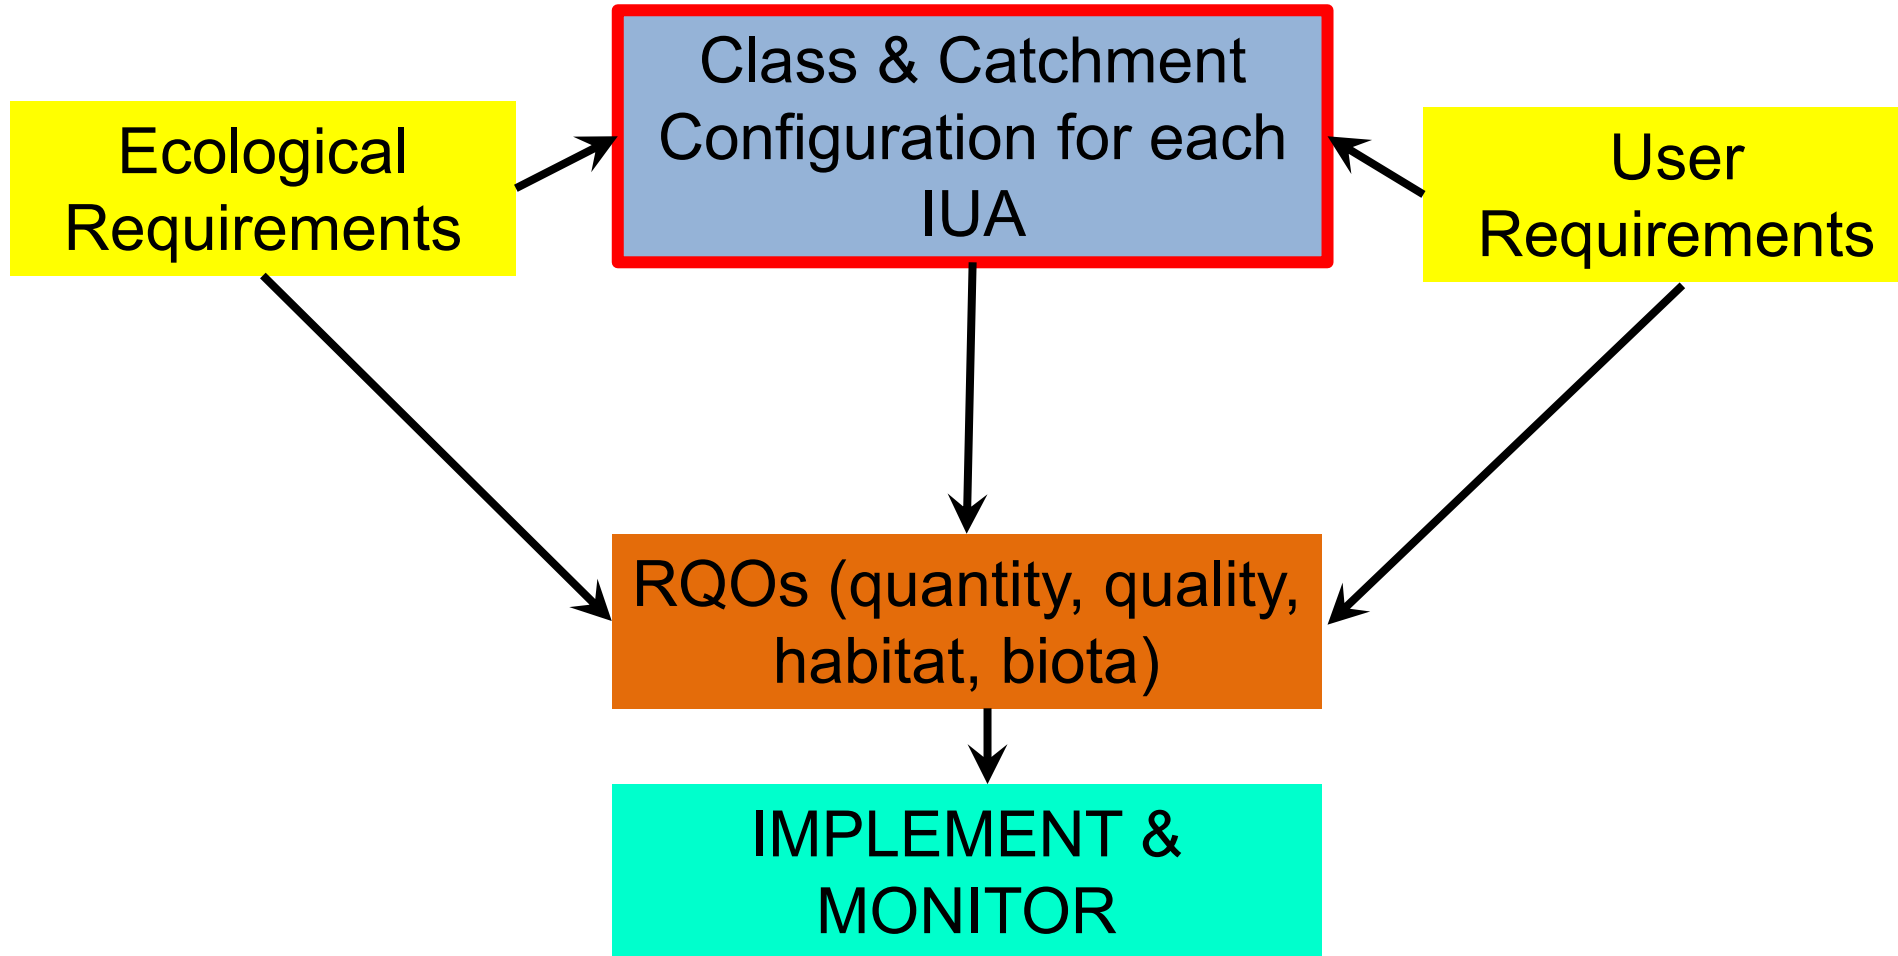 Class & Catchment
Configuration for each
IUA
Ecological
Requirements
User
Requirements
RQOs (quantity, quality,
habitat, biota)
IMPLEMENT &
MONITOR